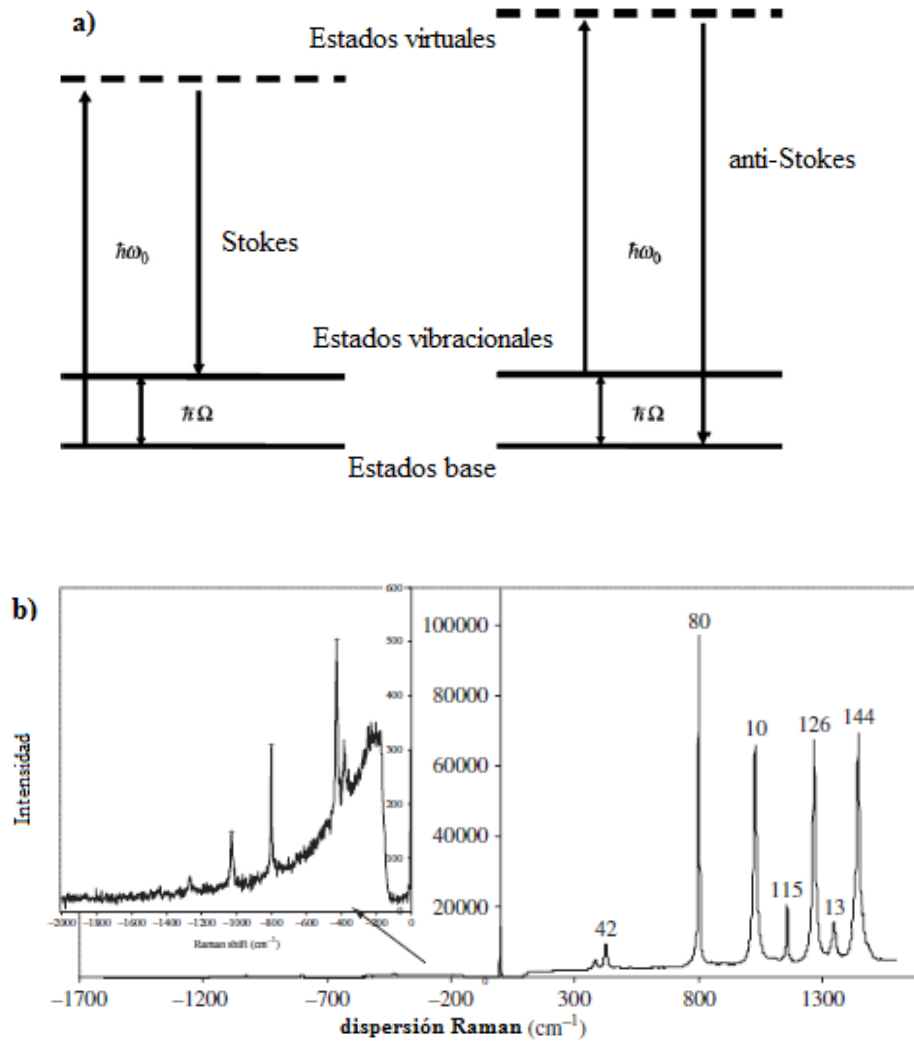 a)
Estados virtuales
anti-Stokes
Stokes
ℏω₀
ℏω₀
Estados vibracionales
ℏΩ
ℏΩ
Estados base
b)
Intensidad
600
500
400
300
200
100
0
-2000 -1800 -1600 -1400 -1200 -1000 -800 -600 -400 -200 0
Raman shift (cm⁻¹)
100000
80000
60000
40000
20000
80
10
126
144
115
13
42
−1700 −1200 −700 −200 300 800 1300
dispersión Raman (cm⁻¹)